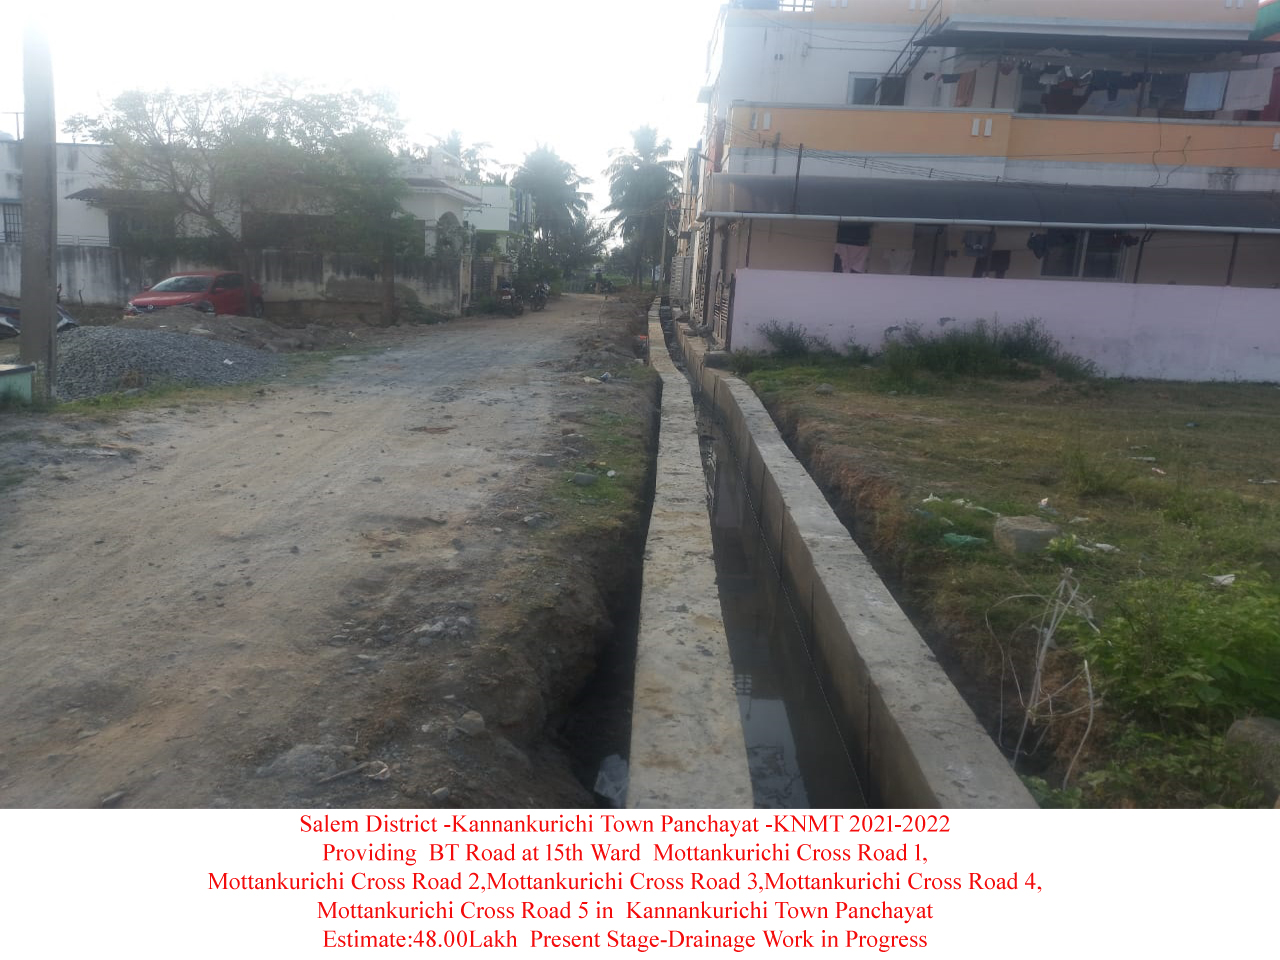 Salem District -Kannankurichi Town Panchayat -KNMT 2021-2022
Providing BT Road at 15th Ward Mottankurichi Cross Road 1,
Mottankurichi Cross Road 2,Mottankurichi Cross Road 3,Mottankurichi Cross Road 4,
Mottankurichi Cross Road 5 in Kannankurichi Town Panchayat
Estimate:48.00Lakh Present Stage-Drainage Work in Progress